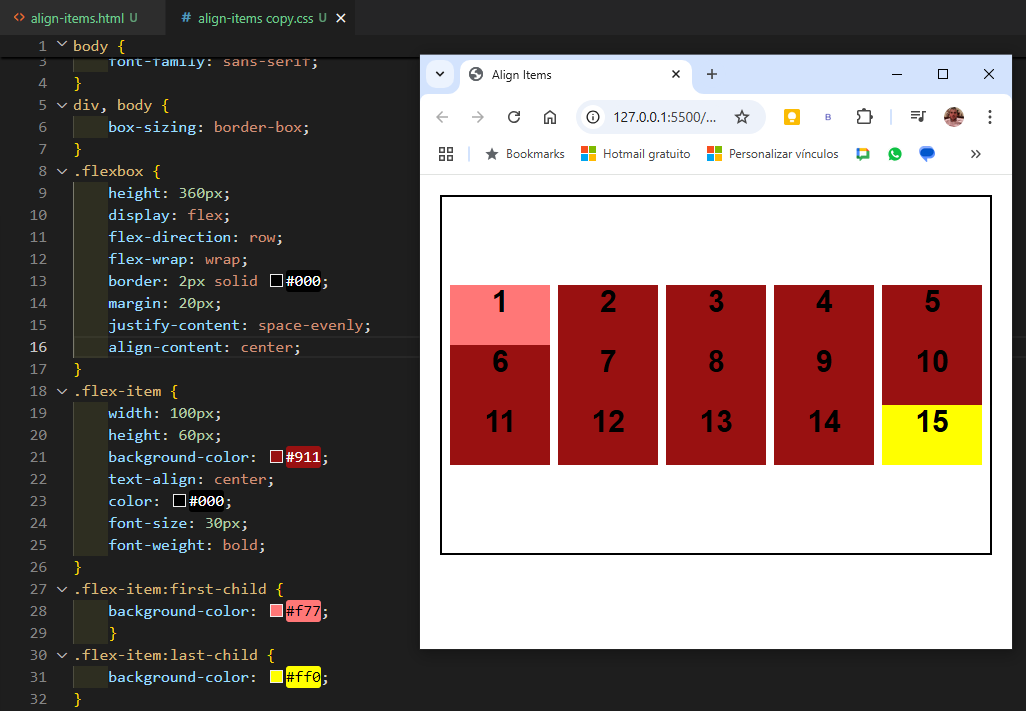 align-items.html U
# align-items copy.css U
1 body {
3 font-family: sans-serif;
4 }
5 div, body {
6 box-sizing: border-box;
7 }
8 .flexbox {
9 height: 360px;
10 display: flex;
11 flex-direction: row;
12 flex-wrap: wrap;
13 border: 2px solid #000;
14 margin: 20px;
15 justify-content: space-evenly;
16 align-content: center;
17 }
18 .flex-item {
19 width: 100px;
20 height: 60px;
21 background-color: #911;
22 text-align: center;
23 color: #000;
24 font-size: 30px;
25 font-weight: bold;
26 }
27 .flex-item:first-child {
28 background-color: #f77;
29 }
30 .flex-item:last-child {
31 background-color: #ff0;
32 }
Align Items
127.0.0.1:5500/...
B
Bookmarks Hotmail gratuito Personalizar vínculos
1 2 3 4 5
6 7 8 9 10
11 12 13 14 15